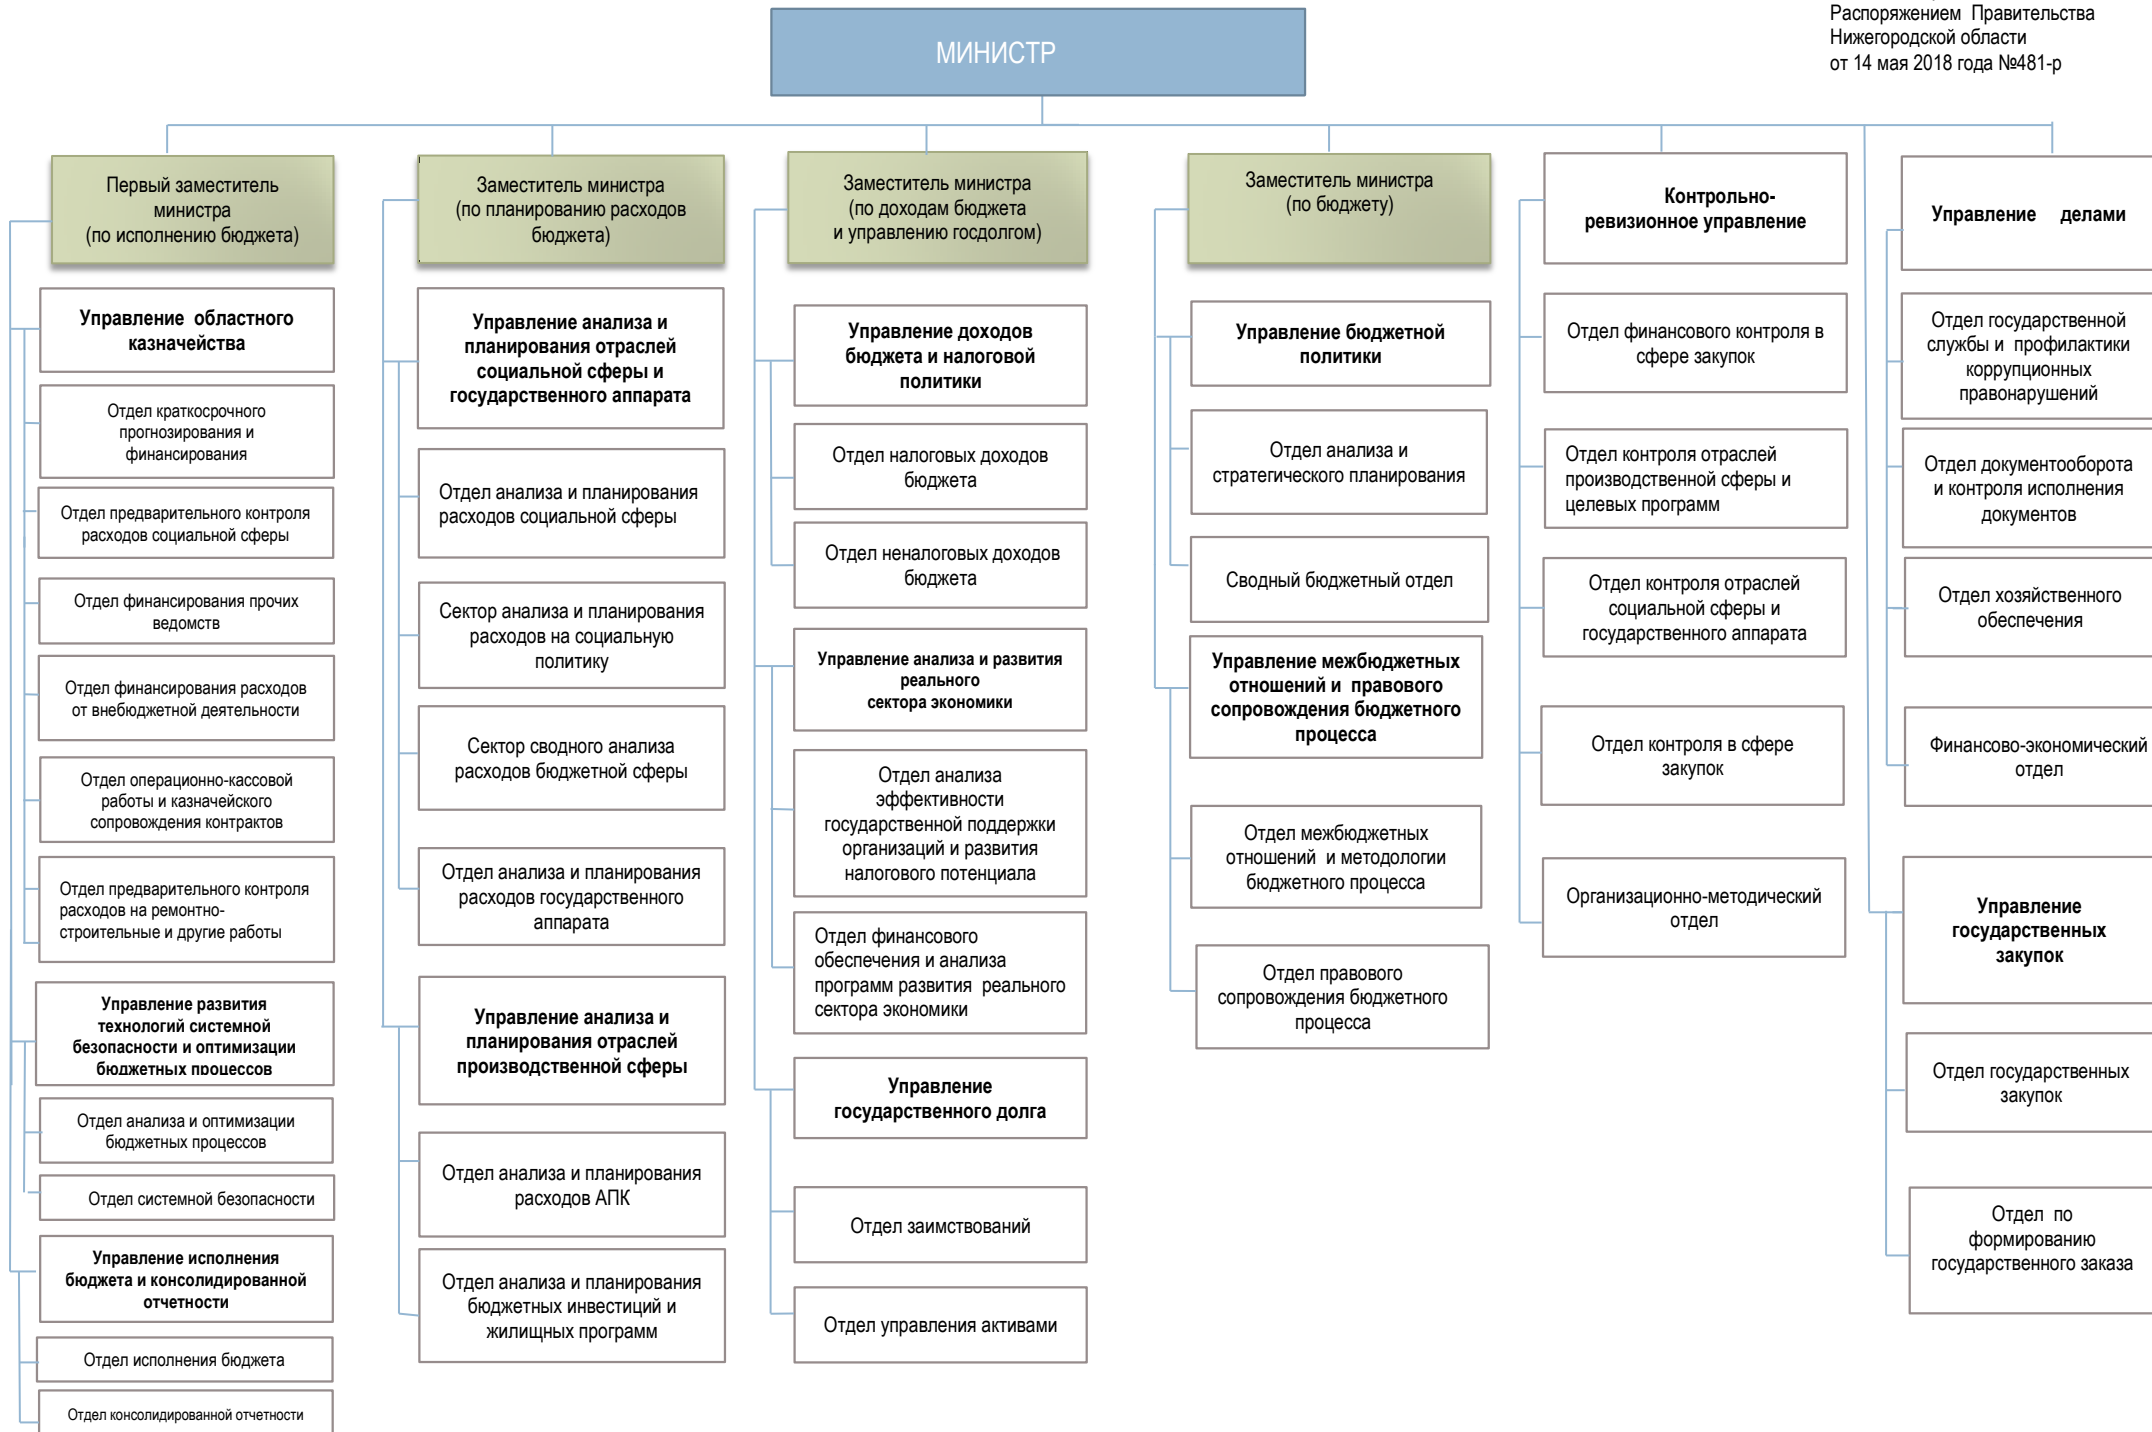 Распоряжением Правительства
Нижегородской области
от 14 мая 2018 года №481-р
МИНИСТР
Первый заместитель
министра
(по исполнению бюджета)
Управление областного
казначейства
Отдел краткосрочного
прогнозирования и
финансирования
Отдел предварительного контроля
расходов социальной сферы
Отдел финансирования прочих
ведомств
Отдел финансирования расходов
от внебюджетной деятельности
Отдел операционно-кассовой
работы и казначейского
сопровождения контрактов
Отдел предварительного контроля
расходов на ремонтно-
строительные и другие работы
Управление развития
технологий системной
безопасности и оптимизации
бюджетных процессов
Отдел анализа и оптимизации
бюджетных процессов
Отдел системной безопасности
Управление исполнения
бюджета и консолидированной
отчетности
Отдел исполнения бюджета
Отдел консолидированной отчетности
Заместитель министра
(по планированию расходов
бюджета)
Управление анализа и
планирования отраслей
социальной сферы и
государственного аппарата
Отдел анализа и планирования
расходов социальной сферы
Сектор анализа и планирования
расходов на социальную
политику
Сектор сводного анализа
расходов бюджетной сферы
Отдел анализа и планирования
расходов государственного
аппарата
Управление анализа и
планирования отраслей
производственной сферы
Отдел анализа и планирования
расходов АПК
Отдел анализа и планирования
бюджетных инвестиций и
жилищных программ
Заместитель министра
(по доходам бюджета
и управлению госдолгом)
Управление доходов
бюджета и налоговой
политики
Отдел налоговых доходов
бюджета
Отдел неналоговых доходов
бюджета
Управление анализа и развития
реального
сектора экономики
Отдел анализа
эффективности
государственной поддержки
организаций и развития
налогового потенциала
Отдел финансового
обеспечения и анализа
программ развития реального
сектора экономики
Управление
государственного долга
Отдел заимствований
Отдел управления активами
Заместитель министра
(по бюджету)
Управление бюджетной
политики
Отдел анализа и
стратегического планирования
Сводный бюджетный отдел
Управление межбюджетных
отношений и правового
сопровождения бюджетного
процесса
Отдел межбюджетных
отношений и методологии
бюджетного процесса
Отдел правового
сопровождения бюджетного
процесса
Контрольно-
ревизионное управление
Отдел финансового контроля в
сфере закупок
Отдел контроля отраслей
производственной сферы и
целевых программ
Отдел контроля отраслей
социальной сферы и
государственного аппарата
Отдел контроля в сфере
закупок
Организационно-методический
отдел
Управление делами
Отдел государственной
службы и профилактики
коррупционных
правонарушений
Отдел документооборота
и контроля исполнения
документов
Отдел хозяйственного
обеспечения
Финансово-экономический
отдел
Управление
государственных
закупок
Отдел государственных
закупок
Отдел по
формированию
государственного заказа